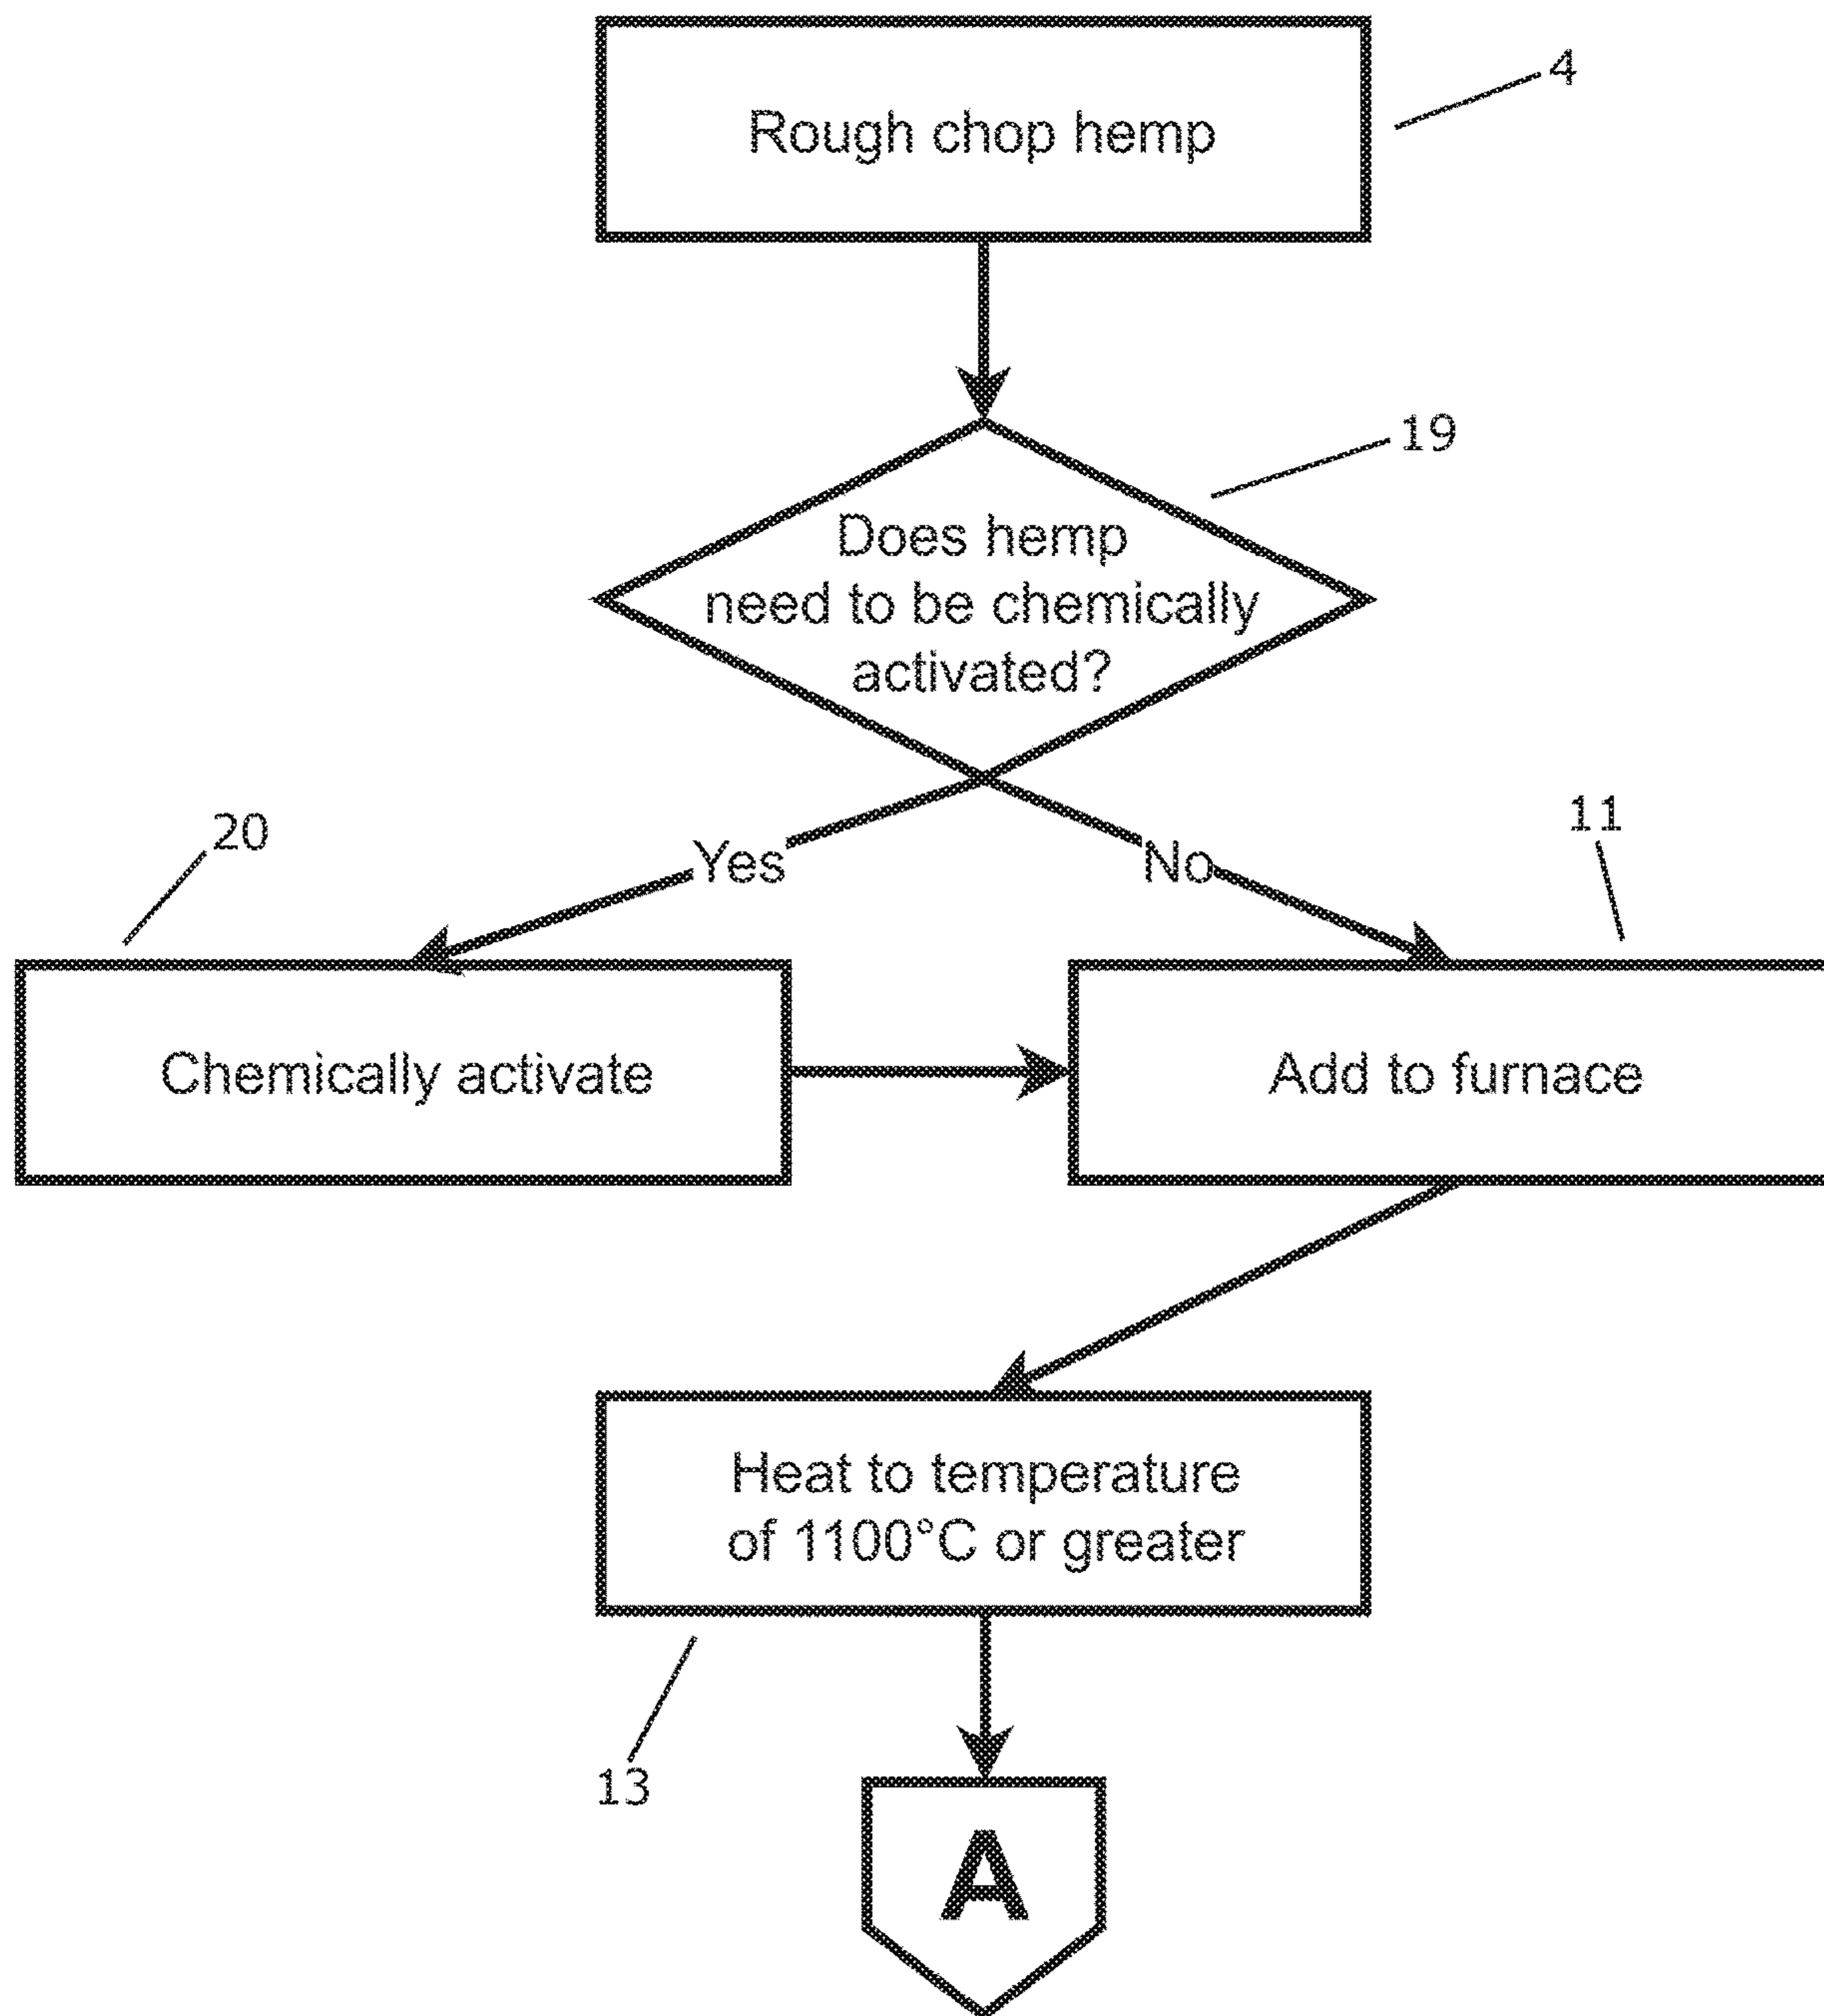 Rough chop hemp
4
19
Does hemp
need to be chemically
activated?
20
Yes
No
11
Chemically activate
Add to furnace
Heat to temperature
of 1100°C or greater
13
A